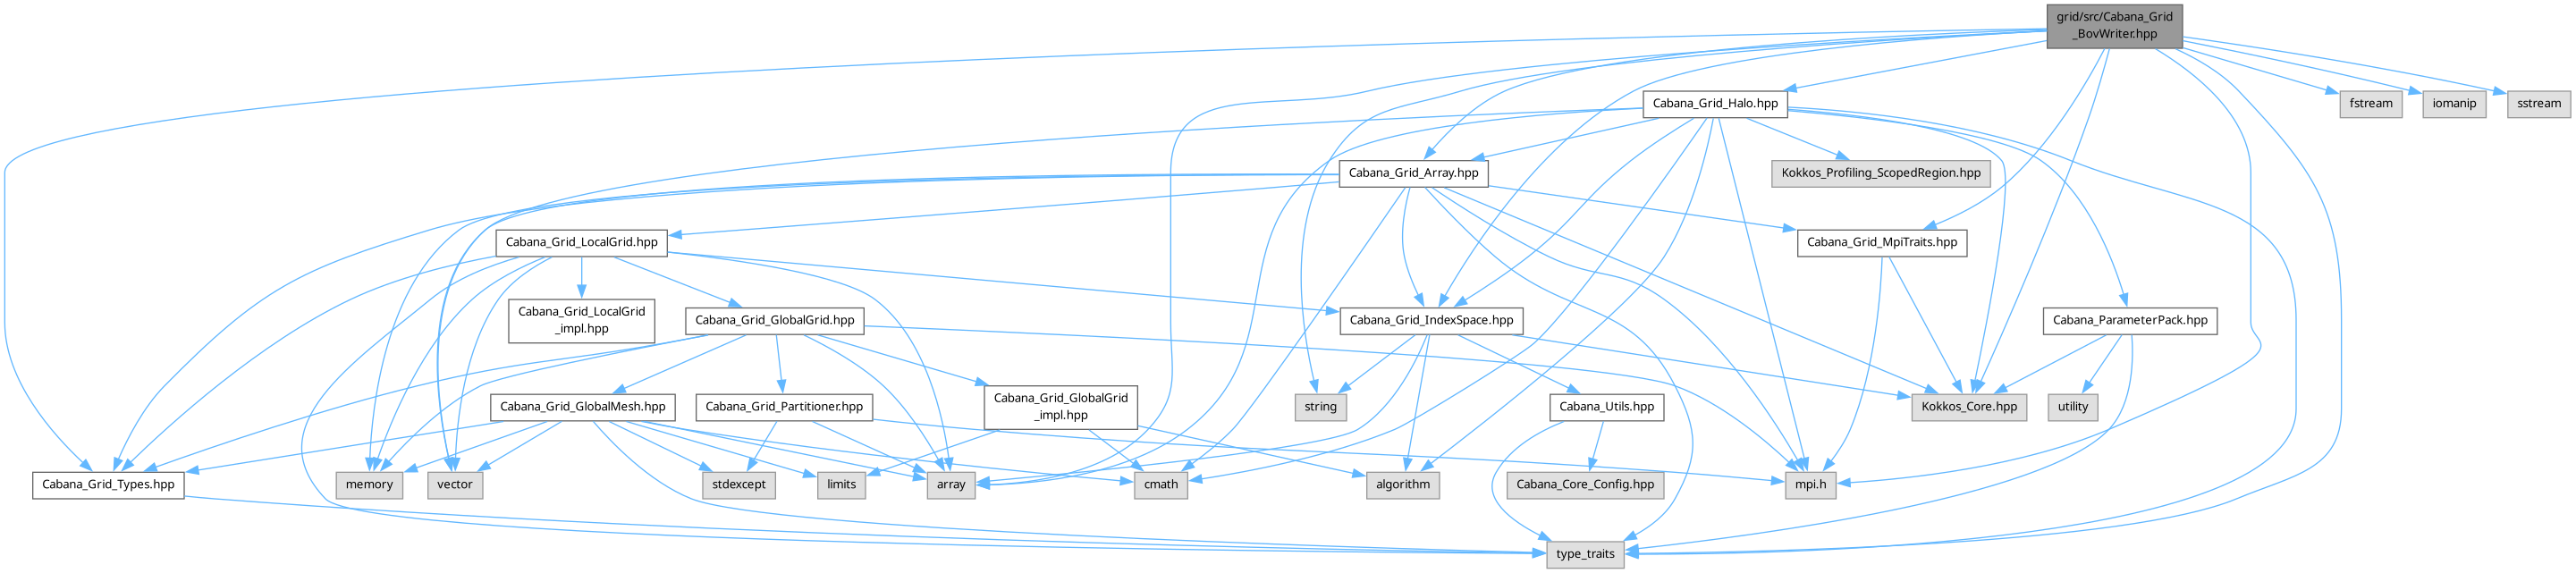 grid/src/Cabana_Grid
_BovWriter.hpp
Cabana_Grid_Halo.hpp
fstream
iomanip
sstream
Cabana_Grid_Array.hpp
Kokkos_Profiling_ScopedRegion.hpp
Cabana_Grid_LocalGrid.hpp
Cabana_Grid_MpiTraits.hpp
Cabana_Grid_LocalGrid
_impl.hpp
Cabana_Grid_GlobalGrid.hpp
Cabana_Grid_IndexSpace.hpp
Cabana_ParameterPack.hpp
Cabana_Grid_GlobalMesh.hpp
Cabana_Grid_Partitioner.hpp
Cabana_Grid_GlobalGrid
_impl.hpp
string
Cabana_Utils.hpp
Kokkos_Core.hpp
utility
Cabana_Grid_Types.hpp
memory
vector
stdexcept
limits
array
cmath
algorithm
Cabana_Core_Config.hpp
mpi.h
type_traits